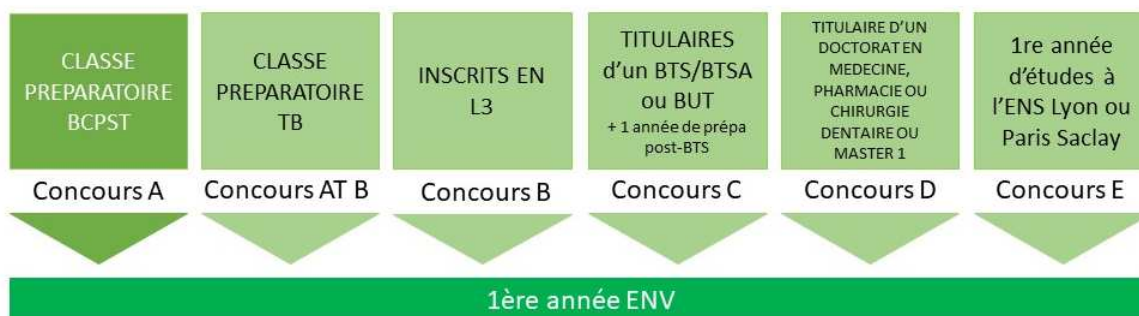 CLASSE
PREPARATOIRE
BCPST
Concours A
CLASSE
PREPARATOIRE
TB
Concours AT B
INSCRITS EN
L3
Concours B
TITULAIRES
d'un BTS/BTSA
ou BUT
+ 1 année de prépa
post-BTS
Concours C
TITULAIRE D'UN
DOCTORAT EN
MEDECINE,
PHARMACIE OU
CHIRURGIE
DENTAIRE OU
MASTER 1
Concours D
1re année
d'études à
l'ENS Lyon ou
Paris Saclay
Concours E
1ère année ENV